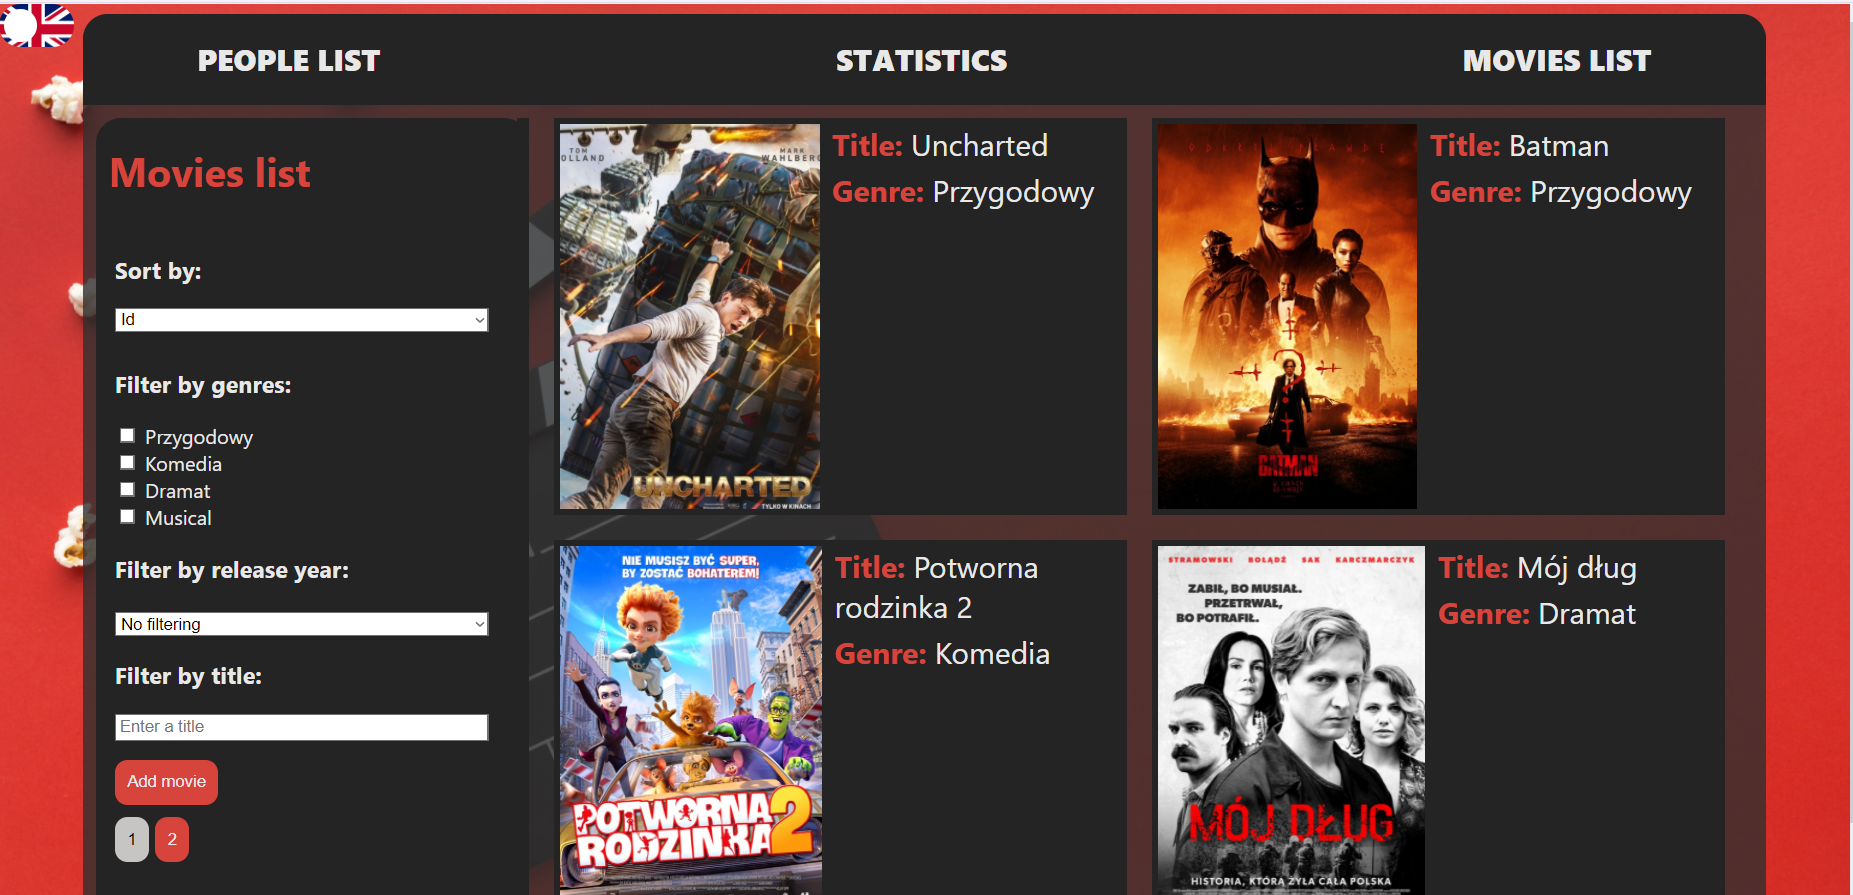 PEOPLE LIST
STATISTICS
MOVIES LIST
Movies list
Sort by:
Id
Filter by genres:
Przygodowy
Komedia
Dramat
Musical
Filter by release year:
No filtering
Filter by title:
Enter a title
Add movie
1 2
TOM MARK
OLLAND WAHLBERG
UNCHARTED
TYLKO W KINACH
Title: Uncharted
Genre: Przygodowy
BATMAN
Title: Batman
Genre: Przygodowy
NIE MUSISZ BYĆ SUPER,
BY ZOSTAĆ BOHATEREM!
POTWORNA
RODZINKA 2
Title: Potworna
rodzinka 2
Genre: Komedia
STRAMOWSKI BOŁĄDŹ SAK KARCZMARCZYK
ZABIŁ, BO MUSIAŁ.
PRZETRWAŁ,
BO POTRAFIŁ.
MÓJ DŁUG
HISTORIA, KTÓRĄ ŻYŁA CAŁA POLSKA
Title: Mój dług
Genre: Dramat